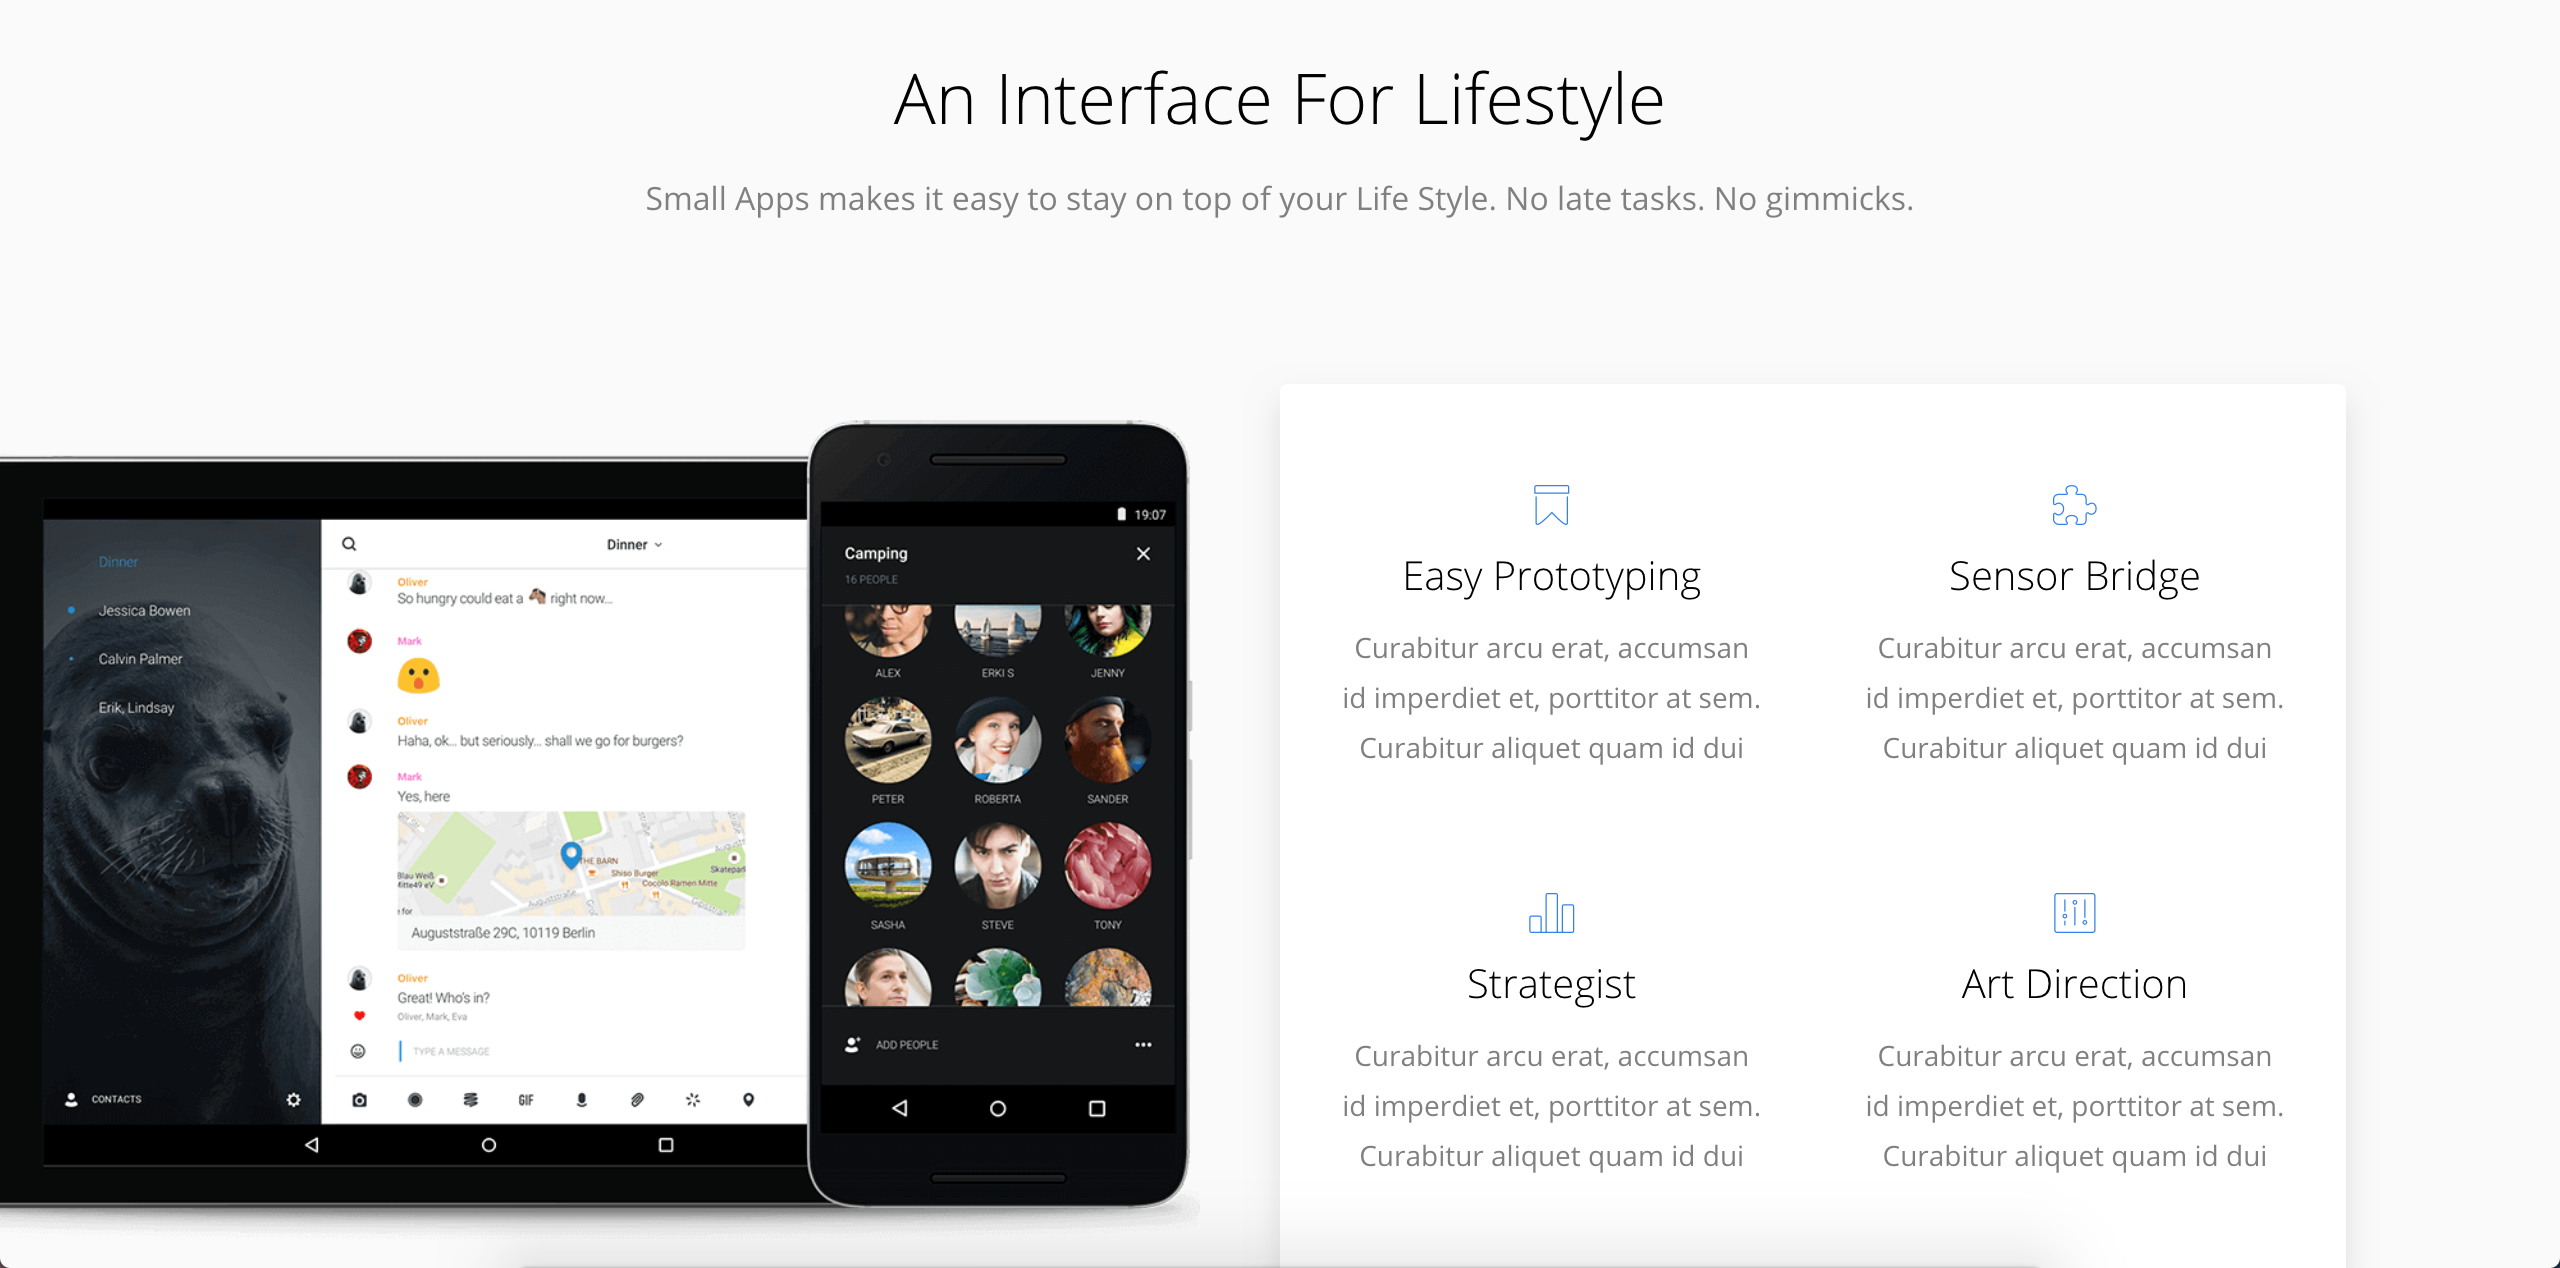 An Interface For Lifestyle
Small Apps makes it easy to stay on top of your Life Style. No late tasks. No gimmicks.
Dinner
Jessica Bowen
Calvin Palmer
Erik, Lindsay
CONTACTS
Dinner
Oliver
So hungry could eat a 🐴 right now...
Mark
😮
Oliver
Haha, ok... but seriously... shall we go for burgers?
Mark
Yes, here
THE BARN
Shiso Burger
Cocolo Ramen Mitte
Skatepark
Blau Weiß
Mitte49 eV
Auguststraße
for
Auguststraße 29C, 10119 Berlin
Oliver
Great! Who's in?
Oliver, Mark, Eva
TYPE A MESSAGE
GIF
19:07
Camping
16 PEOPLE
ALEX
ERKI S
JENNY
PETER
ROBERTA
SANDER
SASHA
STEVE
TONY
ADD PEOPLE
Easy Prototyping
Curabitur arcu erat, accumsan
id imperdiet et, porttitor at sem.
Curabitur aliquet quam id dui
Sensor Bridge
Curabitur arcu erat, accumsan
id imperdiet et, porttitor at sem.
Curabitur aliquet quam id dui
Strategist
Curabitur arcu erat, accumsan
id imperdiet et, porttitor at sem.
Curabitur aliquet quam id dui
Art Direction
Curabitur arcu erat, accumsan
id imperdiet et, porttitor at sem.
Curabitur aliquet quam id dui